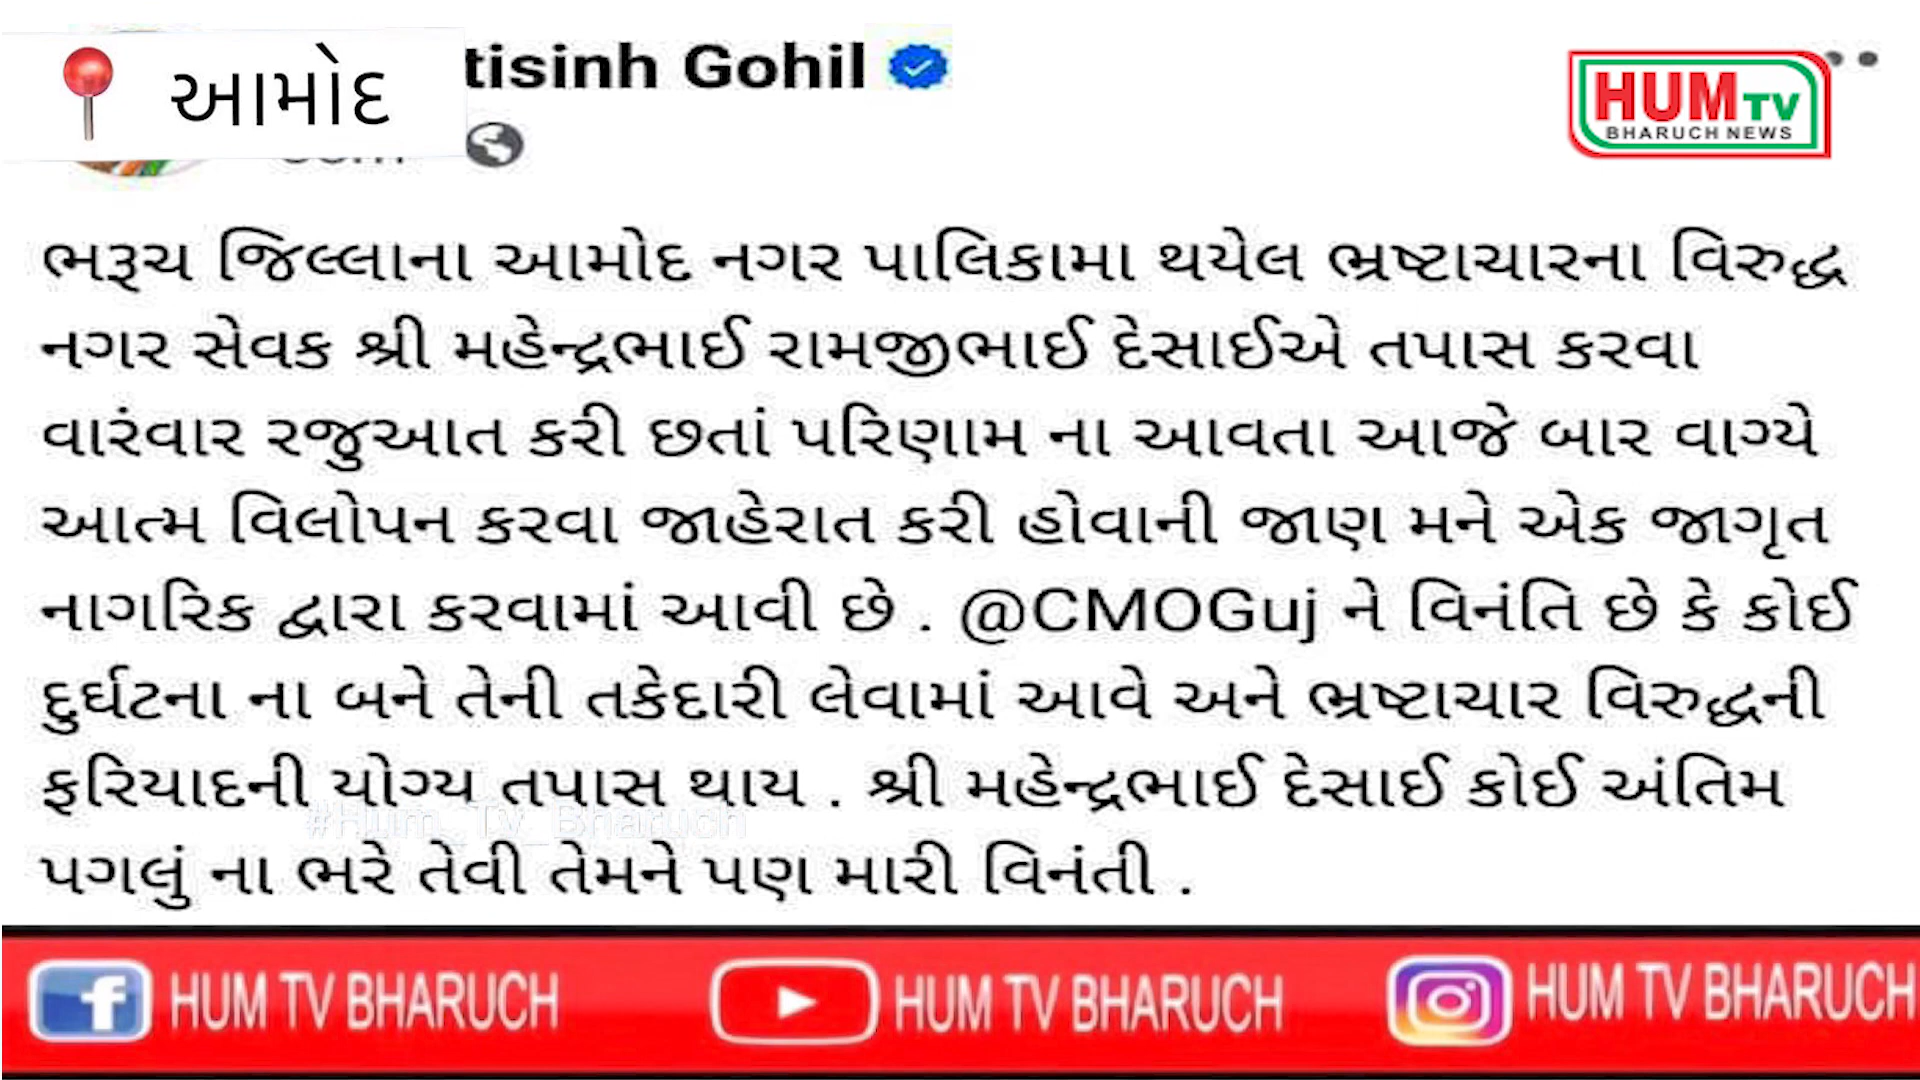 આમોદ
tisinh Gohil
HUM TV
BHARUCH NEWS
ભરૂચ જિલ્લાના આમોદ નગર પાલિકામા થયેલ ભ્રષ્ટાચારના વિરુદ્ધ
નગર સેવક શ્રી મહેન્દ્રભાઈ રામજીભાઈ દેસાઈએ તપાસ કરવા
વારંવાર રજુઆત કરી છતાં પરિણામ ના આવતા આજે બાર વાગ્યે
આત્મ વિલોપન કરવા જાહેરાત કરી હોવાની જાણ મને એક જાગૃત
નાગરિક દ્વારા કરવામાં આવી છે . @CMOGuj ને વિનંતિ છે કે કોઈ
દુર્ઘટના ના બને તેની તકેદારી લેવામાં આવે અને ભ્રષ્ટાચાર વિરુદ્ધની
ફરિયાદની યોગ્ય તપાસ થાય . શ્રી મહેન્દ્રભાઈ દેસાઈ કોઈ અંતિમ
#Hum_Tv_Bharuch
પગલું ના ભરે તેવી તેમને પણ મારી વિનંતી .
HUM TV BHARUCH HUM TV BHARUCH HUM TV BHARUCH